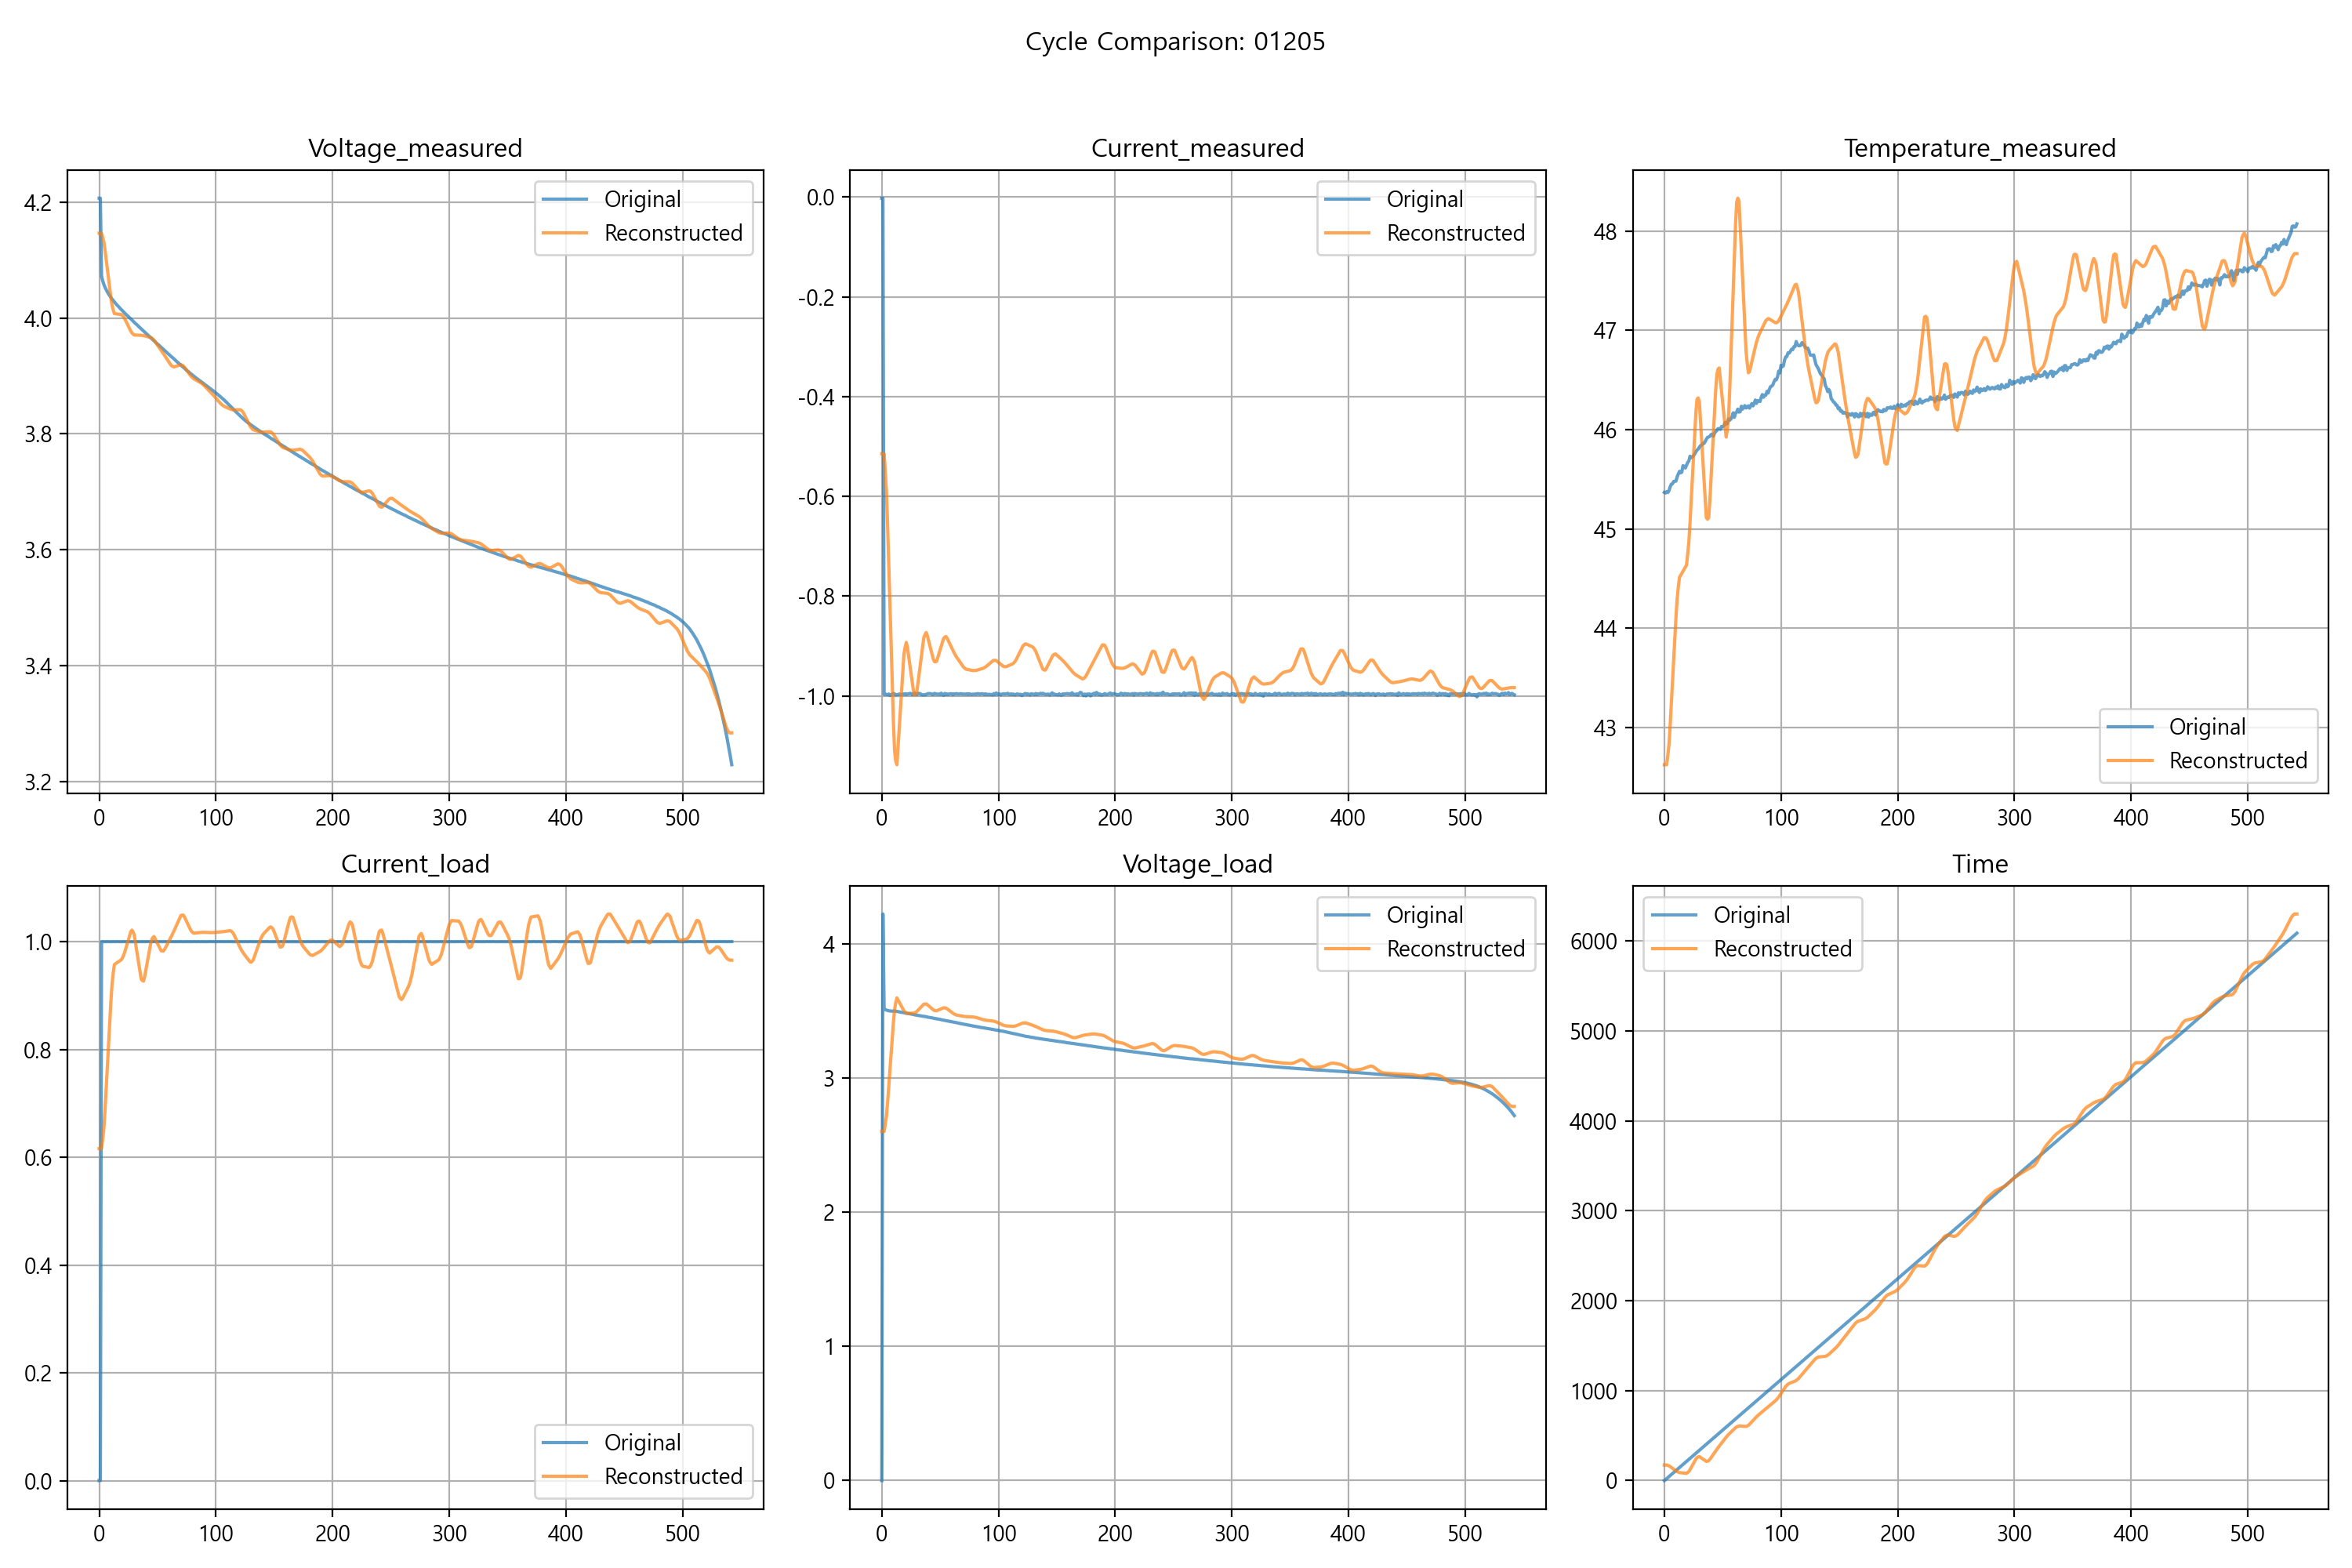 Cycle Comparison: 01205
Voltage_measured
4.2
4.0
3.8
3.6
3.4
3.2
0 100 200 300 400 500
Original
Reconstructed
Current_measured
0.0
-0.2
-0.4
-0.6
-0.8
-1.0
0 100 200 300 400 500
Original
Reconstructed
Temperature_measured
48
47
46
45
44
43
0 100 200 300 400 500
Original
Reconstructed
Current_load
1.0
0.8
0.6
0.4
0.2
0.0
0 100 200 300 400 500
Original
Reconstructed
Voltage_load
4
3
2
1
0
0 100 200 300 400 500
Original
Reconstructed
Time
6000
5000
4000
3000
2000
1000
0
0 100 200 300 400 500
Original
Reconstructed